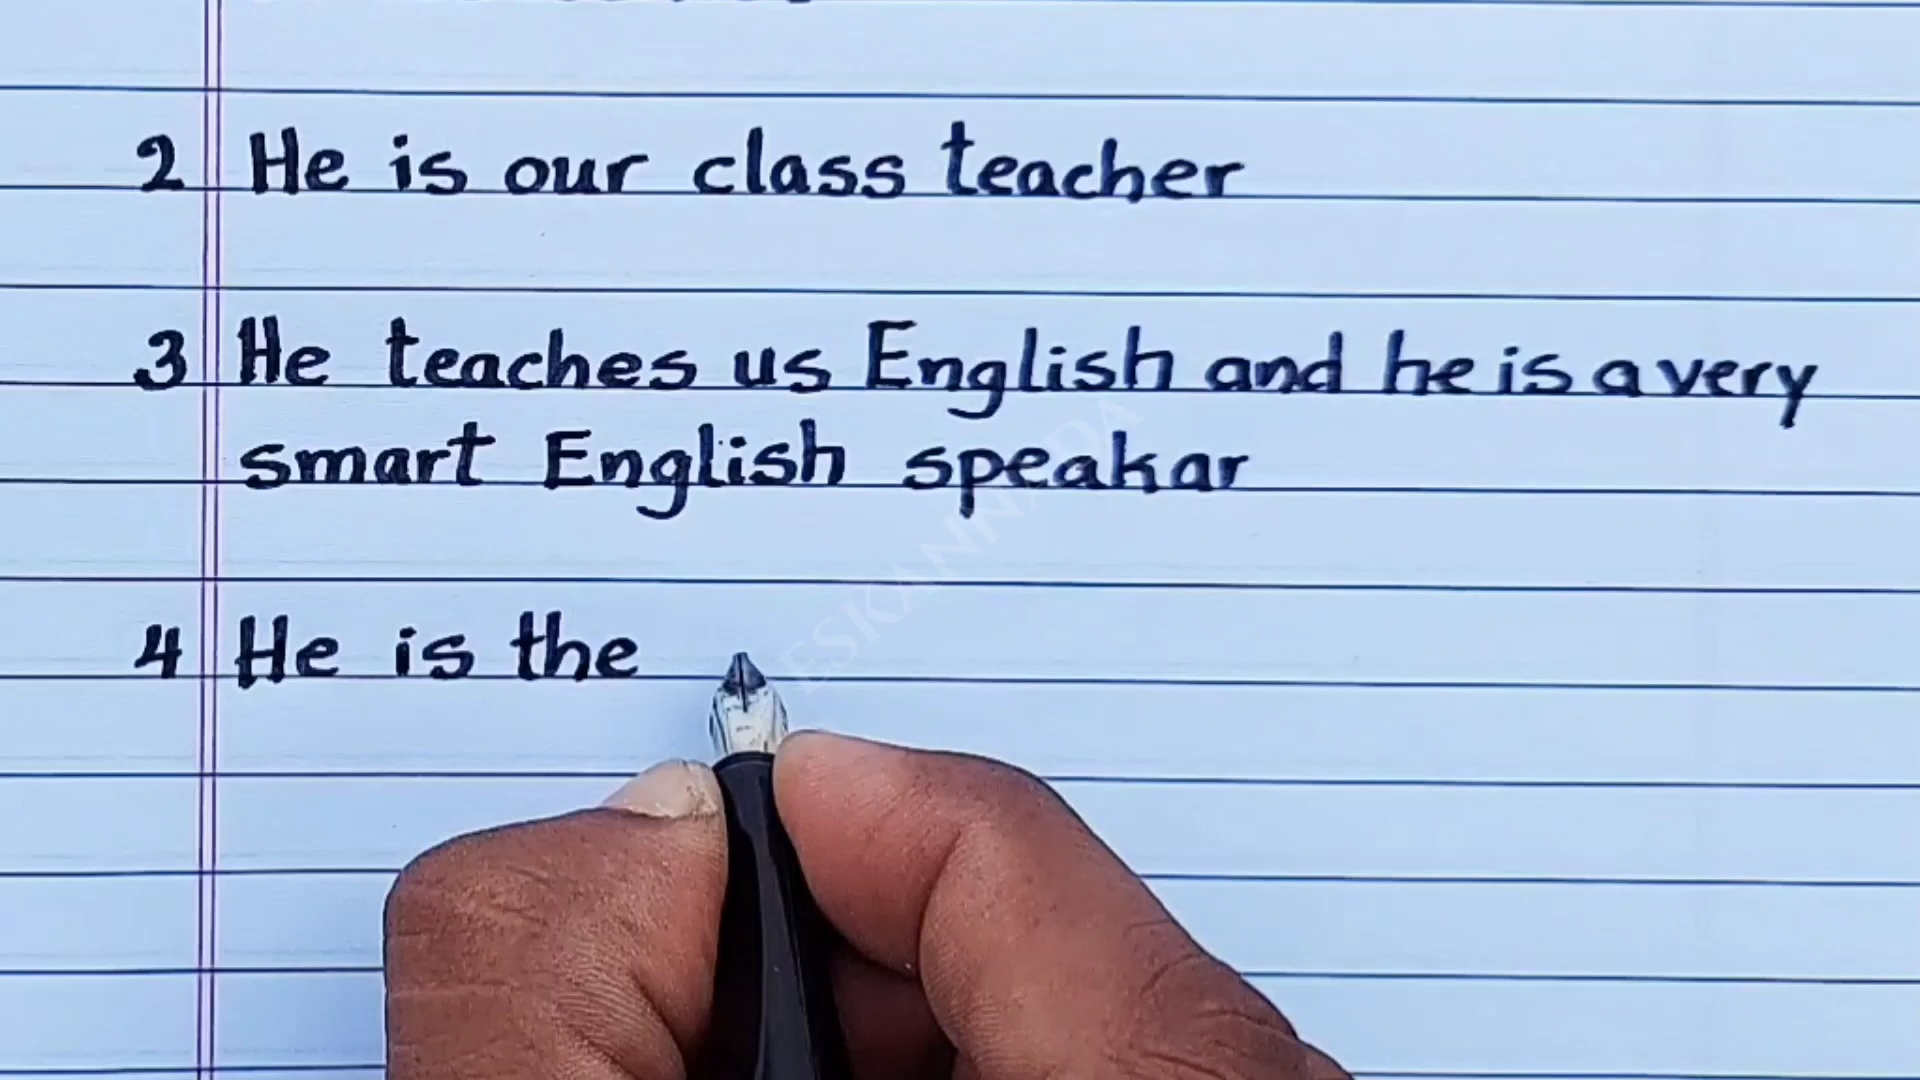 2 He is our class teacher
3 He teaches us English and he is a very
smart English speakar
4 He is the
ESKANNADA